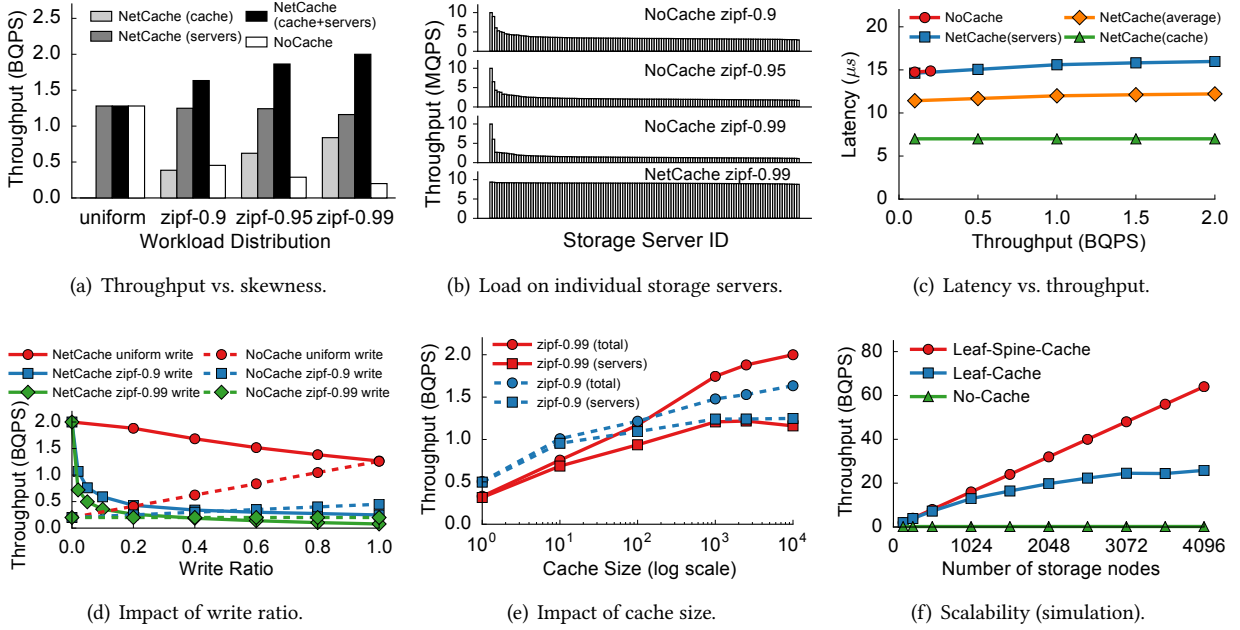 NetCache (cache)
NetCache (servers)
NetCache
(cache+servers)
NoCache
Throughput (BQPS)
2.5
2.0
1.5
1.0
0.5
0.0
uniform zipf-0.9 zipf-0.95 zipf-0.99
Workload Distribution
(a) Throughput vs. skewness.
Throughput (MQPS)
10
5
0
NoCache zipf-0.9
10
5
0
NoCache zipf-0.95
10
5
0
NoCache zipf-0.99
10
5
0
NetCache zipf-0.99
Storage Server ID
(b) Load on individual storage servers.
NoCache
NetCache(servers)
NetCache(average)
NetCache(cache)
Latency (μs)
20
15
10
5
0.0 0.5 1.0 1.5 2.0
Throughput (BQPS)
(c) Latency vs. throughput.
NetCache uniform write
NetCache zipf-0.9 write
NetCache zipf-0.99 write
NoCache uniform write
NoCache zipf-0.9 write
NoCache zipf-0.99 write
Throughput (BQPS)
2.0
1.5
1.0
0.5
0.0
0.0 0.2 0.4 0.6 0.8 1.0
Write Ratio
(d) Impact of write ratio.
zipf-0.99 (total)
zipf-0.99 (servers)
zipf-0.9 (total)
zipf-0.9 (servers)
Throughput (BQPS)
2.0
1.5
1.0
0.5
0.0
10⁰ 10¹ 10² 10³ 10⁴
Cache Size (log scale)
(e) Impact of cache size.
Leaf-Spine-Cache
Leaf-Cache
No-Cache
Throughput (BQPS)
80
60
40
20
0
0 1024 2048 3072 4096
Number of storage nodes
(f) Scalability (simulation).